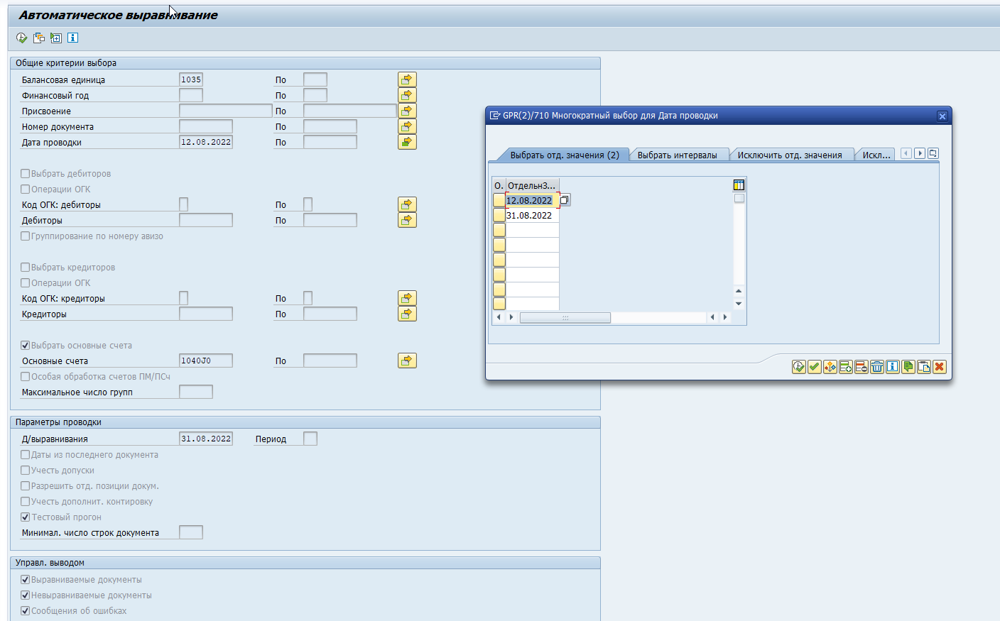 Автоматическое выравнивание
Общие критерии выбора
Балансовая единица 1035 По
Финансовый год По
Присвоение По
Номер документа По
Дата проводки 12.08.2022 По
Выбрать дебиторов
Операции ОГК
Код ОГК: дебиторы По
Дебиторы По
Группирование по номеру авизо
Выбрать кредиторов
Операции ОГК
Код ОГК: кредиторы По
Кредиторы По
Выбрать основные счета
Основные счета 1040J0 По
Особая обработка счетов ПМ/ПСч
Максимальное число групп
Параметры проводки
Д/выравнивания 31.08.2022 Период
Даты из последнего документа
Учесть допуски
Разрешить отд. позиции докум.
Учесть дополнит. контировку
Тестовый прогон
Минимал. число строк документа
Управл. выводом
Выравниваемые документы
Невыравниваемые документы
Сообщения об ошибках
GPR(2)/710 Многократный выбор для Дата проводки
Выбрать отд. значения (2) Выбрать интервалы Исключить отд. значения Искл...
О. ОтдельнЗ...
12.08.2022
31.08.2022